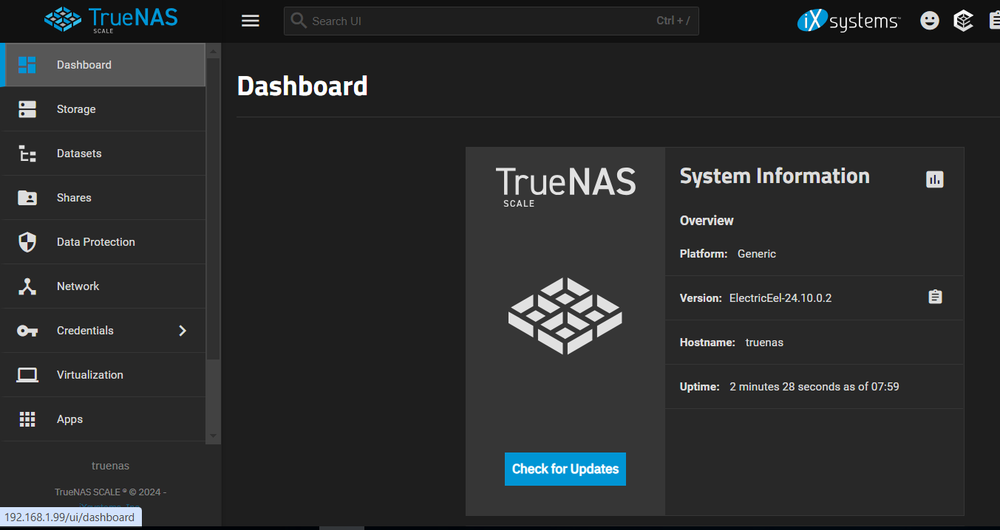 TrueNAS
SCALE
Search UI
Ctrl + /
iXsystems™
Dashboard
Storage
Datasets
Shares
Data Protection
Network
Credentials
Virtualization
Apps
truenas
TrueNAS SCALE ® © 2024 -
iXsystems, Inc.
192.168.1.99/ui/dashboard
Dashboard
TrueNAS
SCALE
Check for Updates
System Information
Overview
Platform: Generic
Version: ElectricEel-24.10.0.2
Hostname: truenas
Uptime: 2 minutes 28 seconds as of 07:59